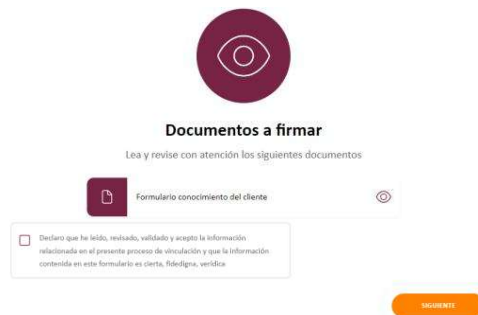 Documentos a firmar
Lea y revise con atención los siguientes documentos
Formulario conocimiento del cliente
Declaro que he leído, revisado, validado y acepto la información
relacionada en el presente proceso de vinculación y que la información
contenida en este formulario es cierta, fidedigna, verídica
SIGUIENTE